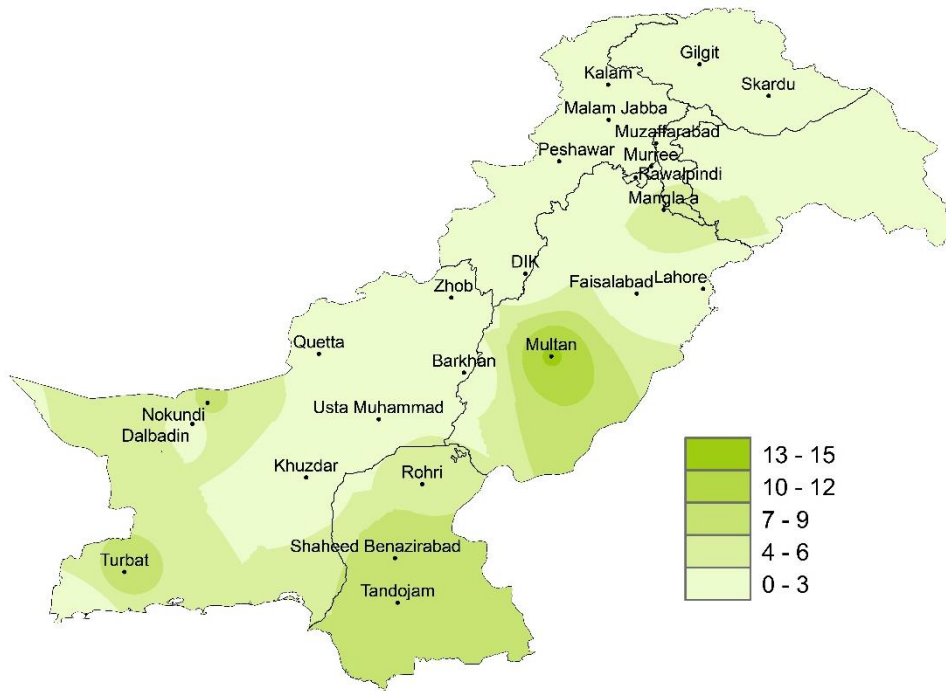 Gilgit
Kalam
Skardu
Malam Jabba
Muzaffarabad
Peshawar
Murree
Rawalpindi
Mangla a
DIK
Zhob
Faisalabad
Lahore
Quetta
Multan
Barkhan
Nokundi
Usta Muhammad
Dalbadin
Khuzdar
Rohri
Shaheed Benazirabad
Turbat
Tandojam
13 - 15
10 - 12
7 - 9
4 - 6
0 - 3